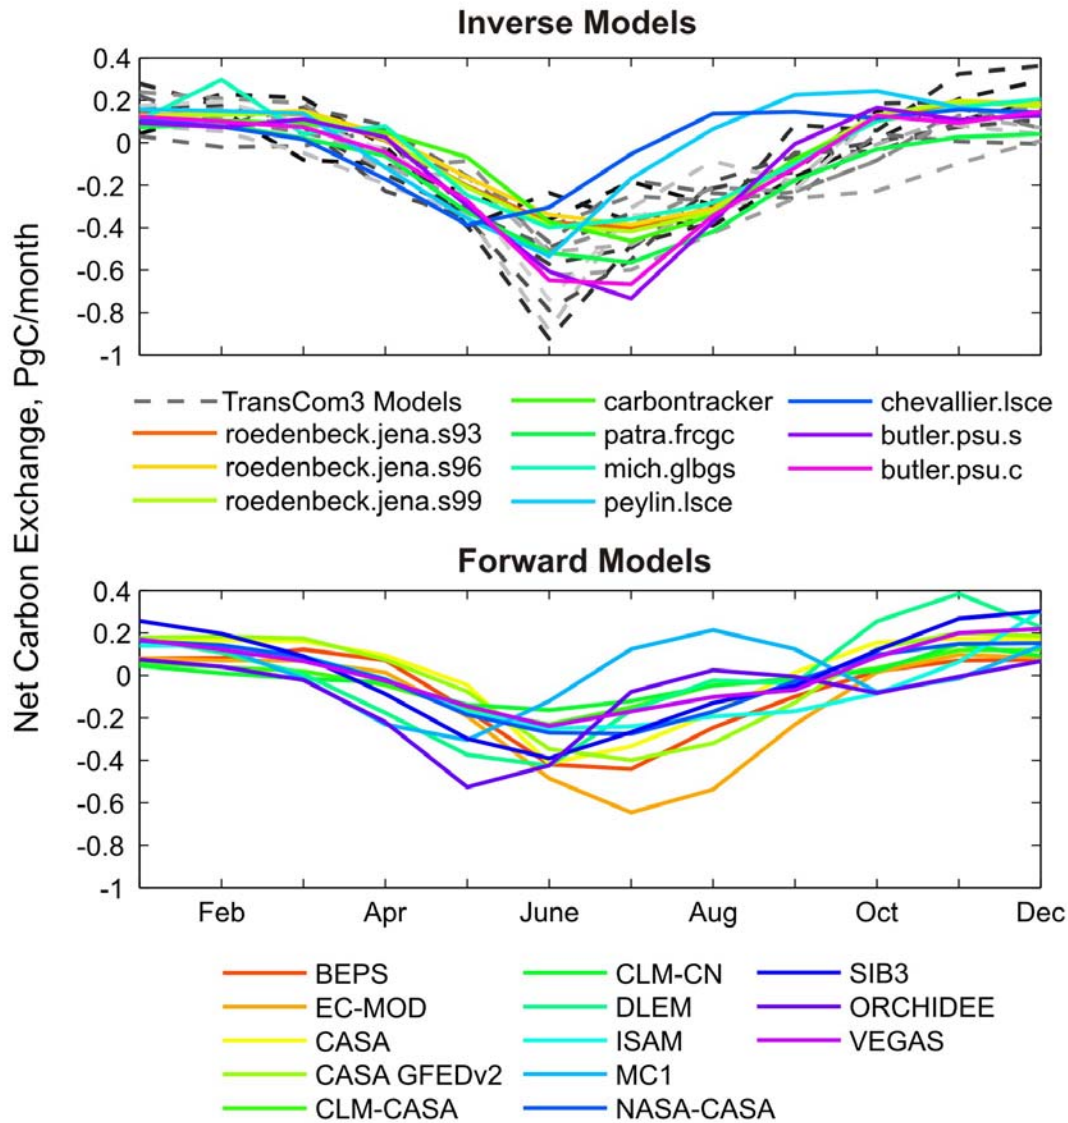 Inverse Models
0.4
0.2
0
-0.2
-0.4
-0.6
-0.8
-1
Net Carbon Exchange, PgC/month
TransCom3 Models
roedenbeck.jena.s93
roedenbeck.jena.s96
roedenbeck.jena.s99
carbontracker
patra.frcgc
mich.glbgs
peylin.lsce
chevallier.lsce
butler.psu.s
butler.psu.c
Forward Models
0.4
0.2
0
-0.2
-0.4
-0.6
-0.8
-1
Feb Apr June Aug Oct Dec
BEPS
EC-MOD
CASA
CASA GFEDv2
CLM-CASA
CLM-CN
DLEM
ISAM
MC1
NASA-CASA
SIB3
ORCHIDEE
VEGAS